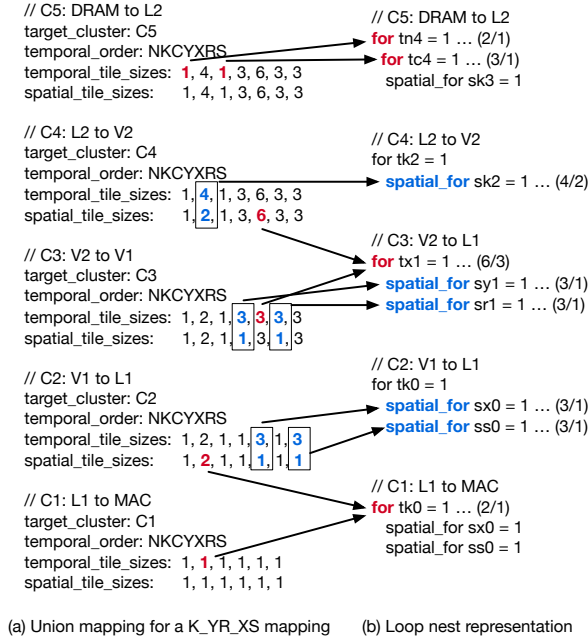 // C5: DRAM to L2
target_cluster: C5
temporal_order: NKCYXRS
temporal_tile_sizes: 1, 4, 1, 3, 6, 3, 3
spatial_tile_sizes: 1, 4, 1, 3, 6, 3, 3
// C4: L2 to V2
target_cluster: C4
temporal_order: NKCYXRS
temporal_tile_sizes: 1, 4, 1, 3, 6, 3, 3
spatial_tile_sizes: 1, 2, 1, 3, 6, 3, 3
// C3: V2 to V1
target_cluster: C3
temporal_order: NKCYXRS
temporal_tile_sizes: 1, 2, 1, 3, 3, 3, 3
spatial_tile_sizes: 1, 2, 1, 1, 3, 1, 3
// C2: V1 to L1
target_cluster: C2
temporal_order: NKCYXRS
temporal_tile_sizes: 1, 2, 1, 1, 3, 1, 3
spatial_tile_sizes: 1, 2, 1, 1, 1, 1, 1
// C1: L1 to MAC
target_cluster: C1
temporal_order: NKCYXRS
temporal_tile_sizes: 1, 1, 1, 1, 1, 1
spatial_tile_sizes: 1, 1, 1, 1, 1, 1
(a) Union mapping for a K_YR_XS mapping
// C5: DRAM to L2
for tn4 = 1 ... (2/1)
for tc4 = 1 ... (3/1)
spatial_for sk3 = 1
// C4: L2 to V2
for tk2 = 1
spatial_for sk2 = 1 ... (4/2)
// C3: V2 to L1
for tx1 = 1 ... (6/3)
spatial_for sy1 = 1 ... (3/1)
spatial_for sr1 = 1 ... (3/1)
// C2: V1 to L1
for tk0 = 1
spatial_for sx0 = 1 ... (3/1)
spatial_for ss0 = 1 ... (3/1)
// C1: L1 to MAC
for tk0 = 1 ... (2/1)
spatial_for sx0 = 1
spatial_for ss0 = 1
(b) Loop nest representation